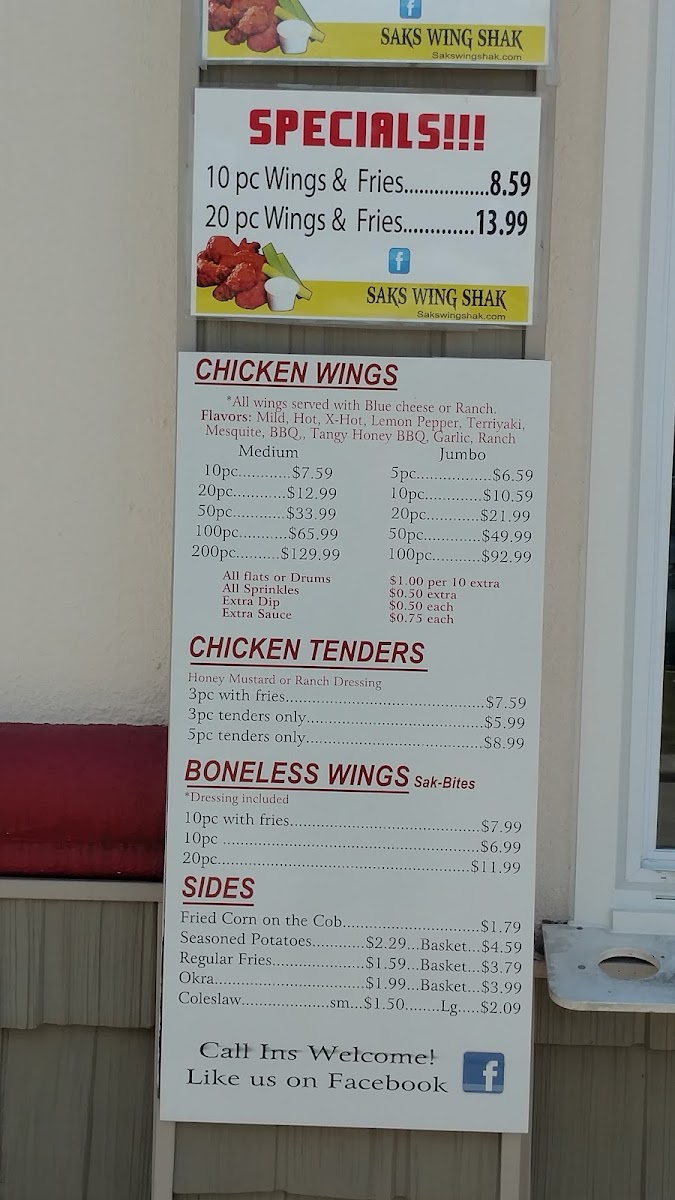 f
SAKS WING SHAK
Sakswingshak.com
SPECIALS!!!
10 pc Wings & Fries.................8.59
20 pc Wings & Fries.............13.99
f
SAKS WING SHAK
Sakswingshak.com
CHICKEN WINGS
*All wings served with Blue cheese or Ranch.
Flavors: Mild, Hot, X-Hot, Lemon Pepper, Terriyaki,
Mesquite, BBQ,, Tangy Honey BBQ, Garlic, Ranch
Medium Jumbo
10pc...........$7.59 5pc................$6.59
20pc...........$12.99 10pc............$10.59
50pc...........$33.99 20pc...........$21.99
100pc..........$65.99 50pc............$49.99
200pc.........$129.99 100pc..........$92.99
All flats or Drums $1.00 per 10 extra
All Sprinkles $0.50 extra
Extra Dip $0.50 each
Extra Sauce $0.75 each
CHICKEN TENDERS
Honey Mustard or Ranch Dressing
3pc with fries..........................................$7.59
3pc tenders only.....................................$5.99
5pc tenders only.....................................$8.99
BONELESS WINGS Sak-Bites
*Dressing included
10pc with fries........................................$7.99
10pc ......................................................$6.99
20pc.....................................................$11.99
SIDES
Fried Corn on the Cob.............................$1.79
Seasoned Potatoes...........$2.29...Basket...$4.59
Regular Fries...................$1.59...Basket...$3.79
Okra...............................$1.99...Basket...$3.99
Coleslaw..................sm...$1.50........Lg.....$2.09
Call Ins Welcome!
Like us on Facebook f